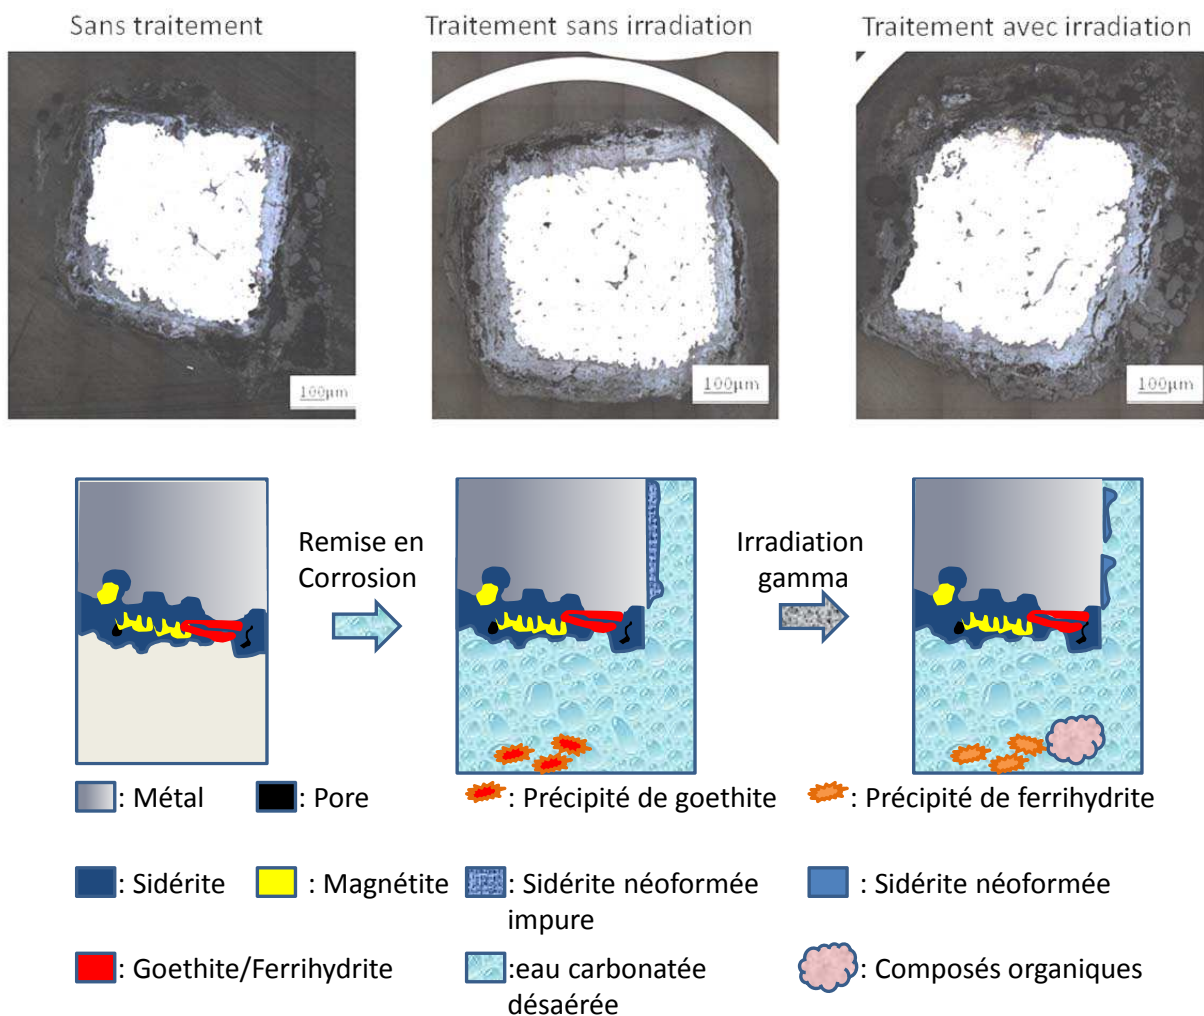 Sans traitement
Traitement sans irradiation
Traitement avec irradiation
100µm
100µm
100µm
Remise en
Corrosion
Irradiation
gamma
: Métal
: Pore
: Précipité de goethite
: Précipité de ferrihydrite
: Sidérite
: Magnétite
: Sidérite néoformée
impure
: Sidérite néoformée
: Goethite/Ferrihydrite
:eau carbonatée
désaérée
: Composés organiques